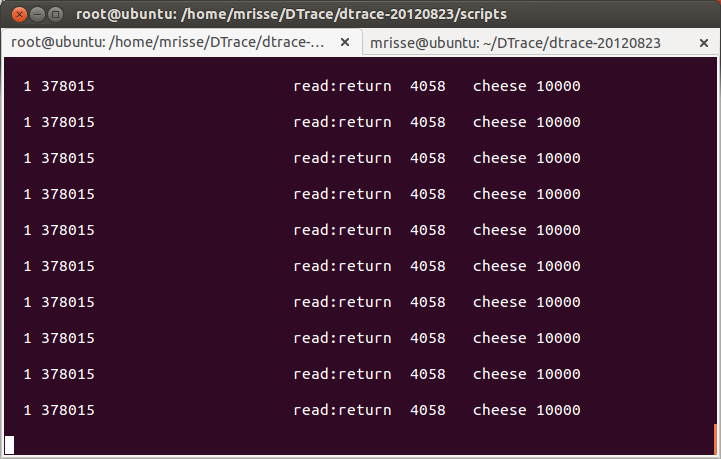 root@ubuntu: /home/mrisse/DTrace/dtrace-20120823/scripts
root@ubuntu: /home/mrisse/DTrace/dtrace-... mrisse@ubuntu: ~/DTrace/dtrace-20120823
1 378015 read:return 4058 cheese 10000
1 378015 read:return 4058 cheese 10000
1 378015 read:return 4058 cheese 10000
1 378015 read:return 4058 cheese 10000
1 378015 read:return 4058 cheese 10000
1 378015 read:return 4058 cheese 10000
1 378015 read:return 4058 cheese 10000
1 378015 read:return 4058 cheese 10000
1 378015 read:return 4058 cheese 10000
1 378015 read:return 4058 cheese 10000